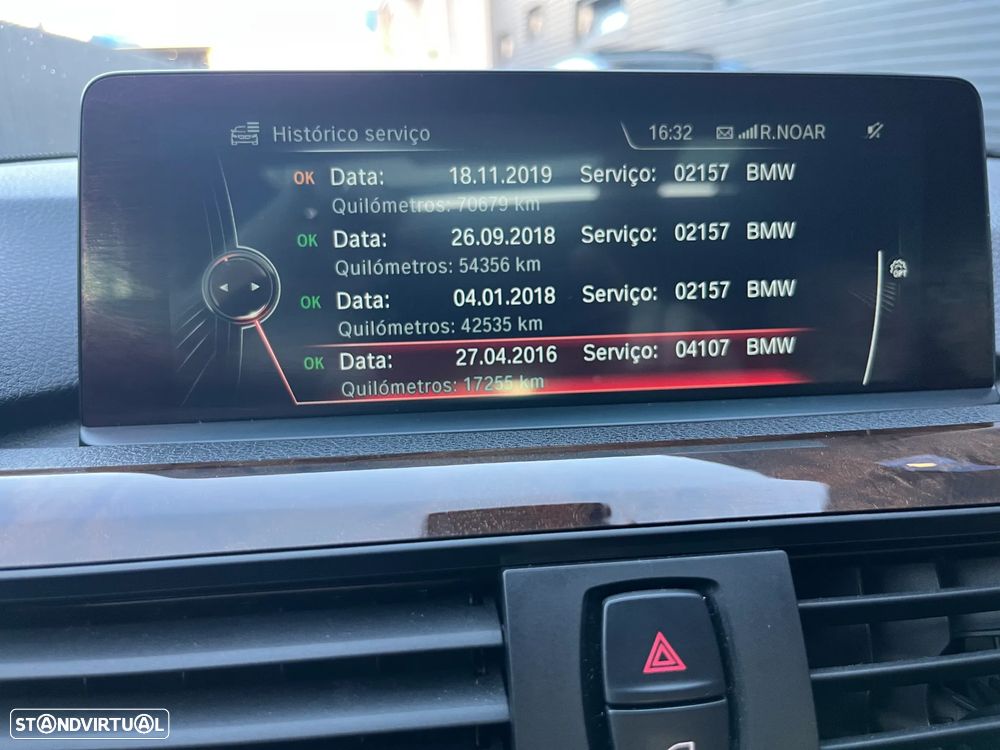 Histórico serviço 16:32 R.NOAR
OK Data: 18.11.2019 Serviço: 02157 BMW
Quilómetros: 70679 km
OK Data: 26.09.2018 Serviço: 02157 BMW
Quilómetros: 54356 km
OK Data: 04.01.2018 Serviço: 02157 BMW
Quilómetros: 42535 km
OK Data: 27.04.2016 Serviço: 04107 BMW
Quilómetros: 17255 km
STANDVIRTUAL